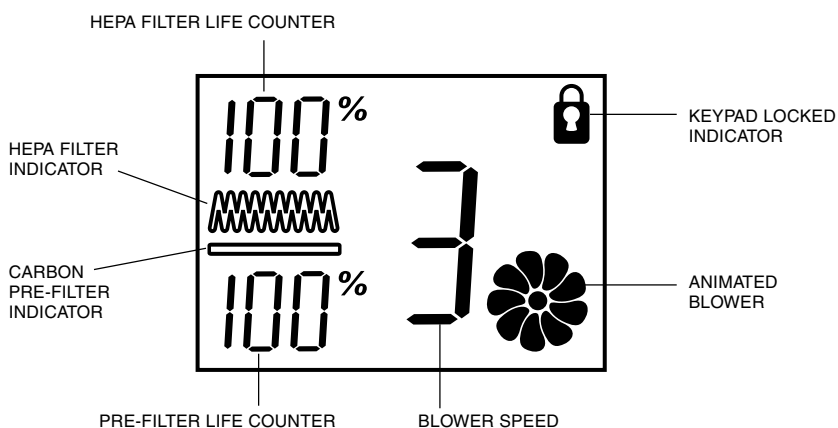 HEPA FILTER LIFE COUNTER
100%
KEYPAD LOCKED
INDICATOR
HEPA FILTER
INDICATOR
3
CARBON
PRE-FILTER
INDICATOR
100%
ANIMATED
BLOWER
PRE-FILTER LIFE COUNTER
BLOWER SPEED